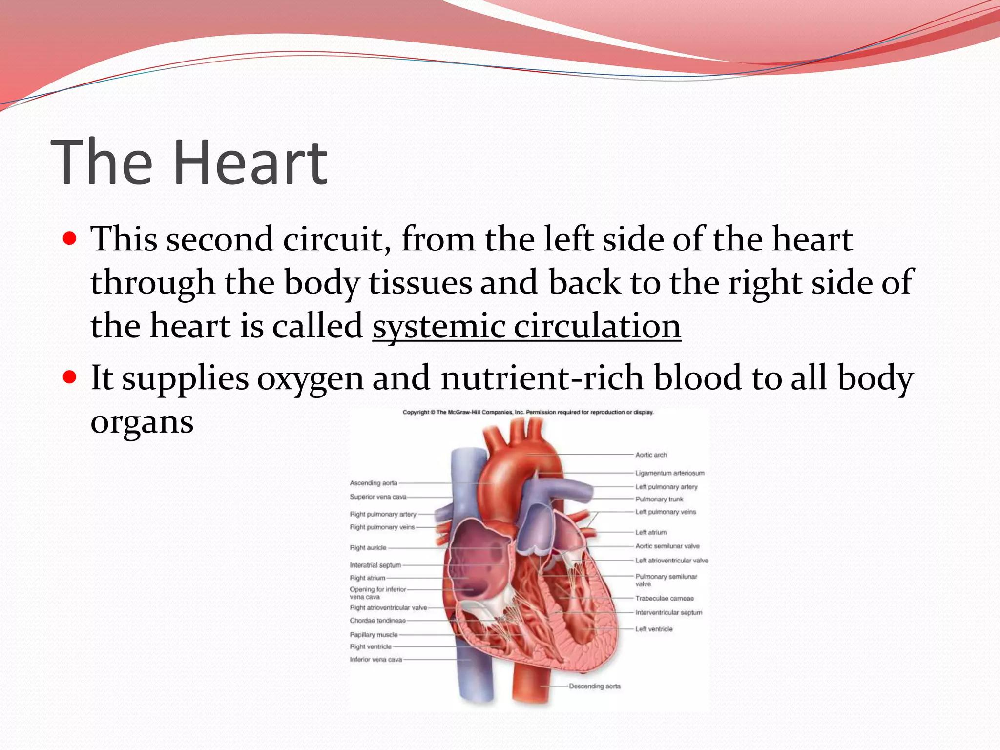 The Heart
This second circuit, from the left side of the heart
through the body tissues and back to the right side of
the heart is called systemic circulation
It supplies oxygen and nutrient-rich blood to all body
organs
Copyright © The McGraw-Hill Companies, Inc. Permission required for reproduction or display.
Ascending aorta
Superior vena cava
Right pulmonary artery
Right pulmonary veins
Right auricle
Interatrial septum
Right atrium
Opening for inferior
vena cava
Right atrioventricular valve
Chordae tendineae
Papillary muscle
Right ventricle
Inferior vena cava
Aortic arch
Ligamentum arteriosum
Left pulmonary artery
Pulmonary trunk
Left pulmonary veins
Left atrium
Aortic semilunar valve
Left atrioventricular valve
Pulmonary semilunar
valve
Trabeculae carneae
Interventricular septum
Left ventricle
Descending aorta